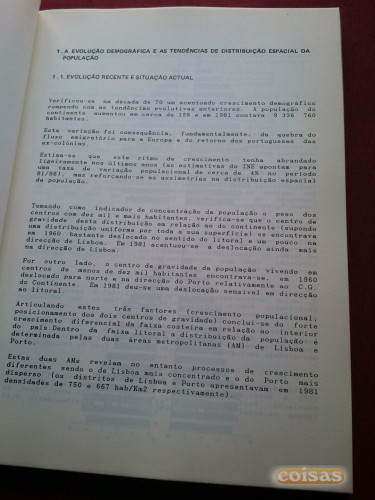 1. A EVOLUÇÃO DEMOGRÁFICA E AS TENDÊNCIAS DE DISTRIBUIÇÃO ESPACIAL DA
POPULAÇÃO
1.1. EVOLUÇÃO RECENTE E SITUAÇÃO ACTUAL
Verificou-se na década de 70 um acentuado crescimento demográfico
rompendo com as tendências evolutivas anteriores. A população do
continente aumentou em cerca de 15% e em 1981 contava 9 336 760
habitantes.
Esta variação foi consequência, fundamentalmente, da quebra do
fluxo emigratório para a Europa e do retorno dos portugueses das
ex-colónias.
Estima-se que este ritmo de crescimento tenha abrandado
ligeiramente nos últimos anos (as estimativas do INE apontam para
uma taxa de variação populacional de cerca de 4% no período
81/86), mas reforçando-se as assimetrias na distribuição espacial
da população.
Tomando como indicador de concentração da população o peso dos
centros com dez mil e mais habitantes, verifica-se que o centro de
gravidade desta distribuição em relação ao do continente (supondo
uma distribuição uniforme por toda a sua superfície) se encontrava
em 1960 bastante deslocado no sentido do litoral e um pouco na
direcção de Lisboa. Em 1981 acentuou-se a deslocação ainda mais
na direcção de Lisboa.
Por outro lado, o centro de gravidade da população vivendo em
centros de menos de dez mil habitantes encontrava-se, em 1960
deslocado para norte e na direcção do Porto relativamente ao C.G.
do Continente. Em 1981 deu-se uma deslocação sensível em direcção
ao litoral.
Articulando estes três factores (crescimento populacional,
posicionamento dos dois centros de gravidade) conclui-se do forte
crescimento diferencial da faixa costeira em relação ao interior
do país. Dentro da faixa litoral a distribuição da população é
determinada pelas duas áreas metropolitanas (AM) de Lisboa e
Porto.
Estas duas AMs revelam no entanto processos de crescimento
diferentes sendo o de Lisboa mais concentrado e o do Porto mais
disperso (os distritos de Lisboa e Porto apresentavam em 1981
densidades de 750 e 667 hab/Km2 respectivamente).
coisas